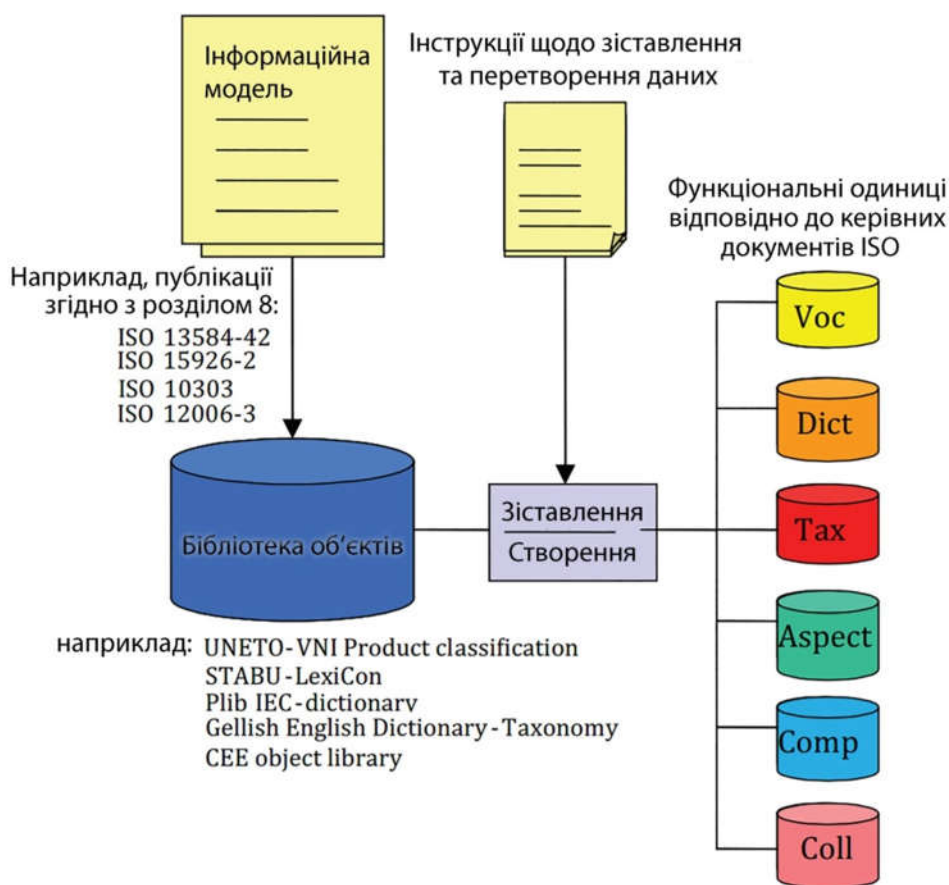 Інформаційна
модель
Інструкції щодо зіставлення
та перетворення даних
Функціональні одиниці
відповідно до керівних
документів ISO
Наприклад, публікації
згідно з розділом 8:
ISO 13584-42
ISO 15926-2
ISO 10303
ISO 12006-3
Бібліотека об’єктів
Зіставлення
Створення
Voc
Dict
Tax
Aspect
Comp
Coll
наприклад: UNETO-VNI Product classification
STABU-LexiCon
Plib IEC-dictionary
Gellish English Dictionary-Taxonomy
CEE object library